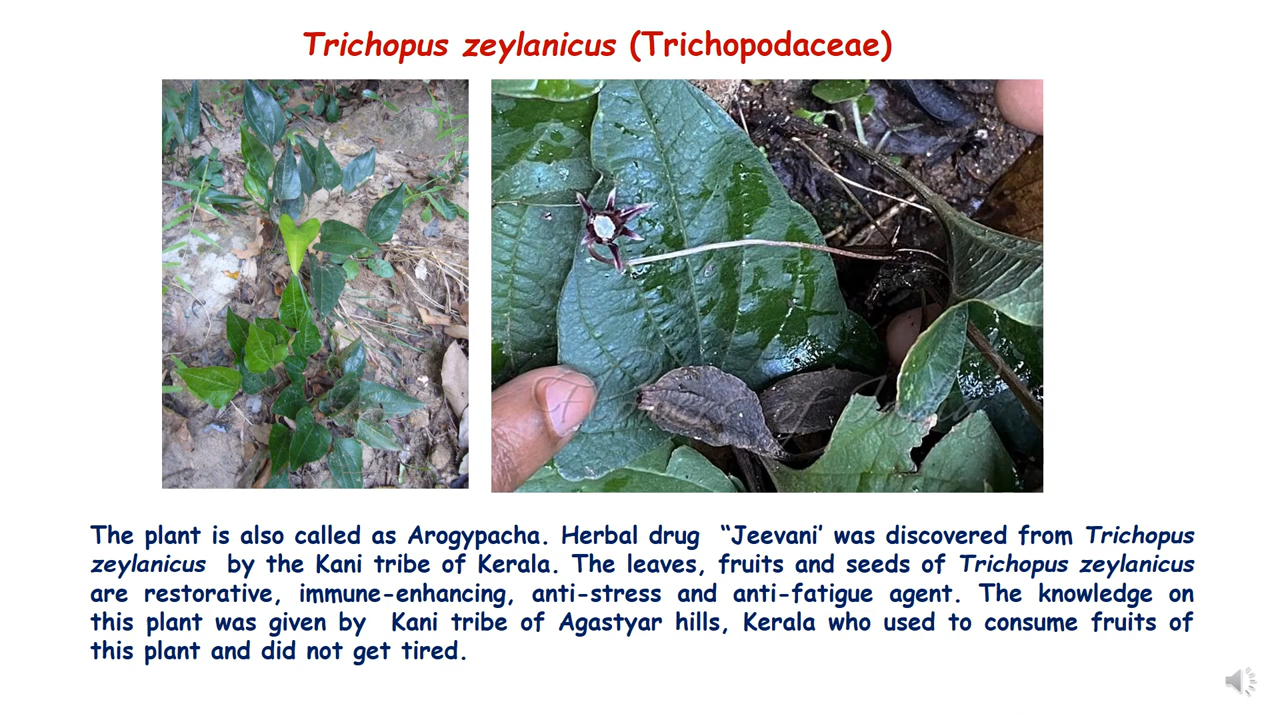 Trichopus zeylanicus (Trichopodaceae)
Flowers of India
The plant is also called as Arogypacha. Herbal drug “Jeevani’ was discovered from Trichopus
zeylanicus by the Kani tribe of Kerala. The leaves, fruits and seeds of Trichopus zeylanicus
are restorative, immune-enhancing, anti-stress and anti-fatigue agent. The knowledge on
this plant was given by Kani tribe of Agastyar hills, Kerala who used to consume fruits of
this plant and did not get tired.